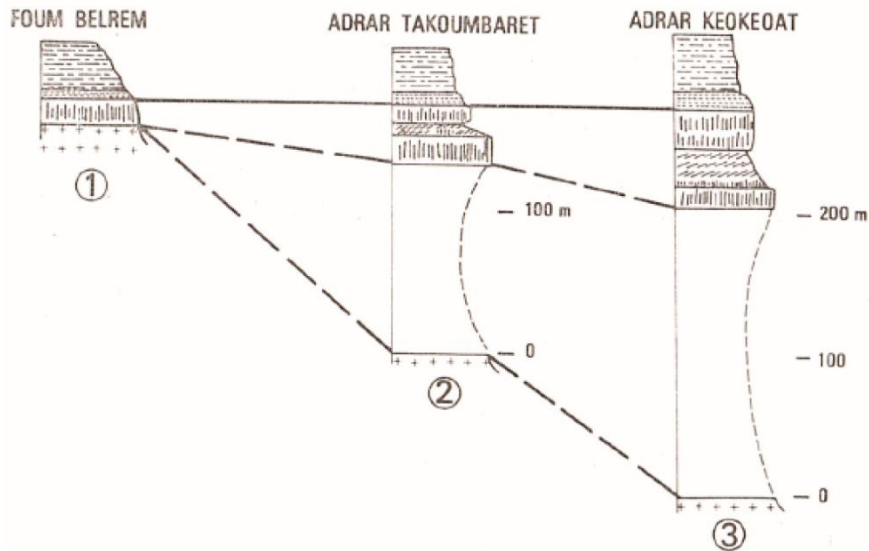 FOUM BELREM
ADRAR TAKOUMBARET
ADRAR KEOKEOAT
①
②
③
100 m
0
200 m
100
0